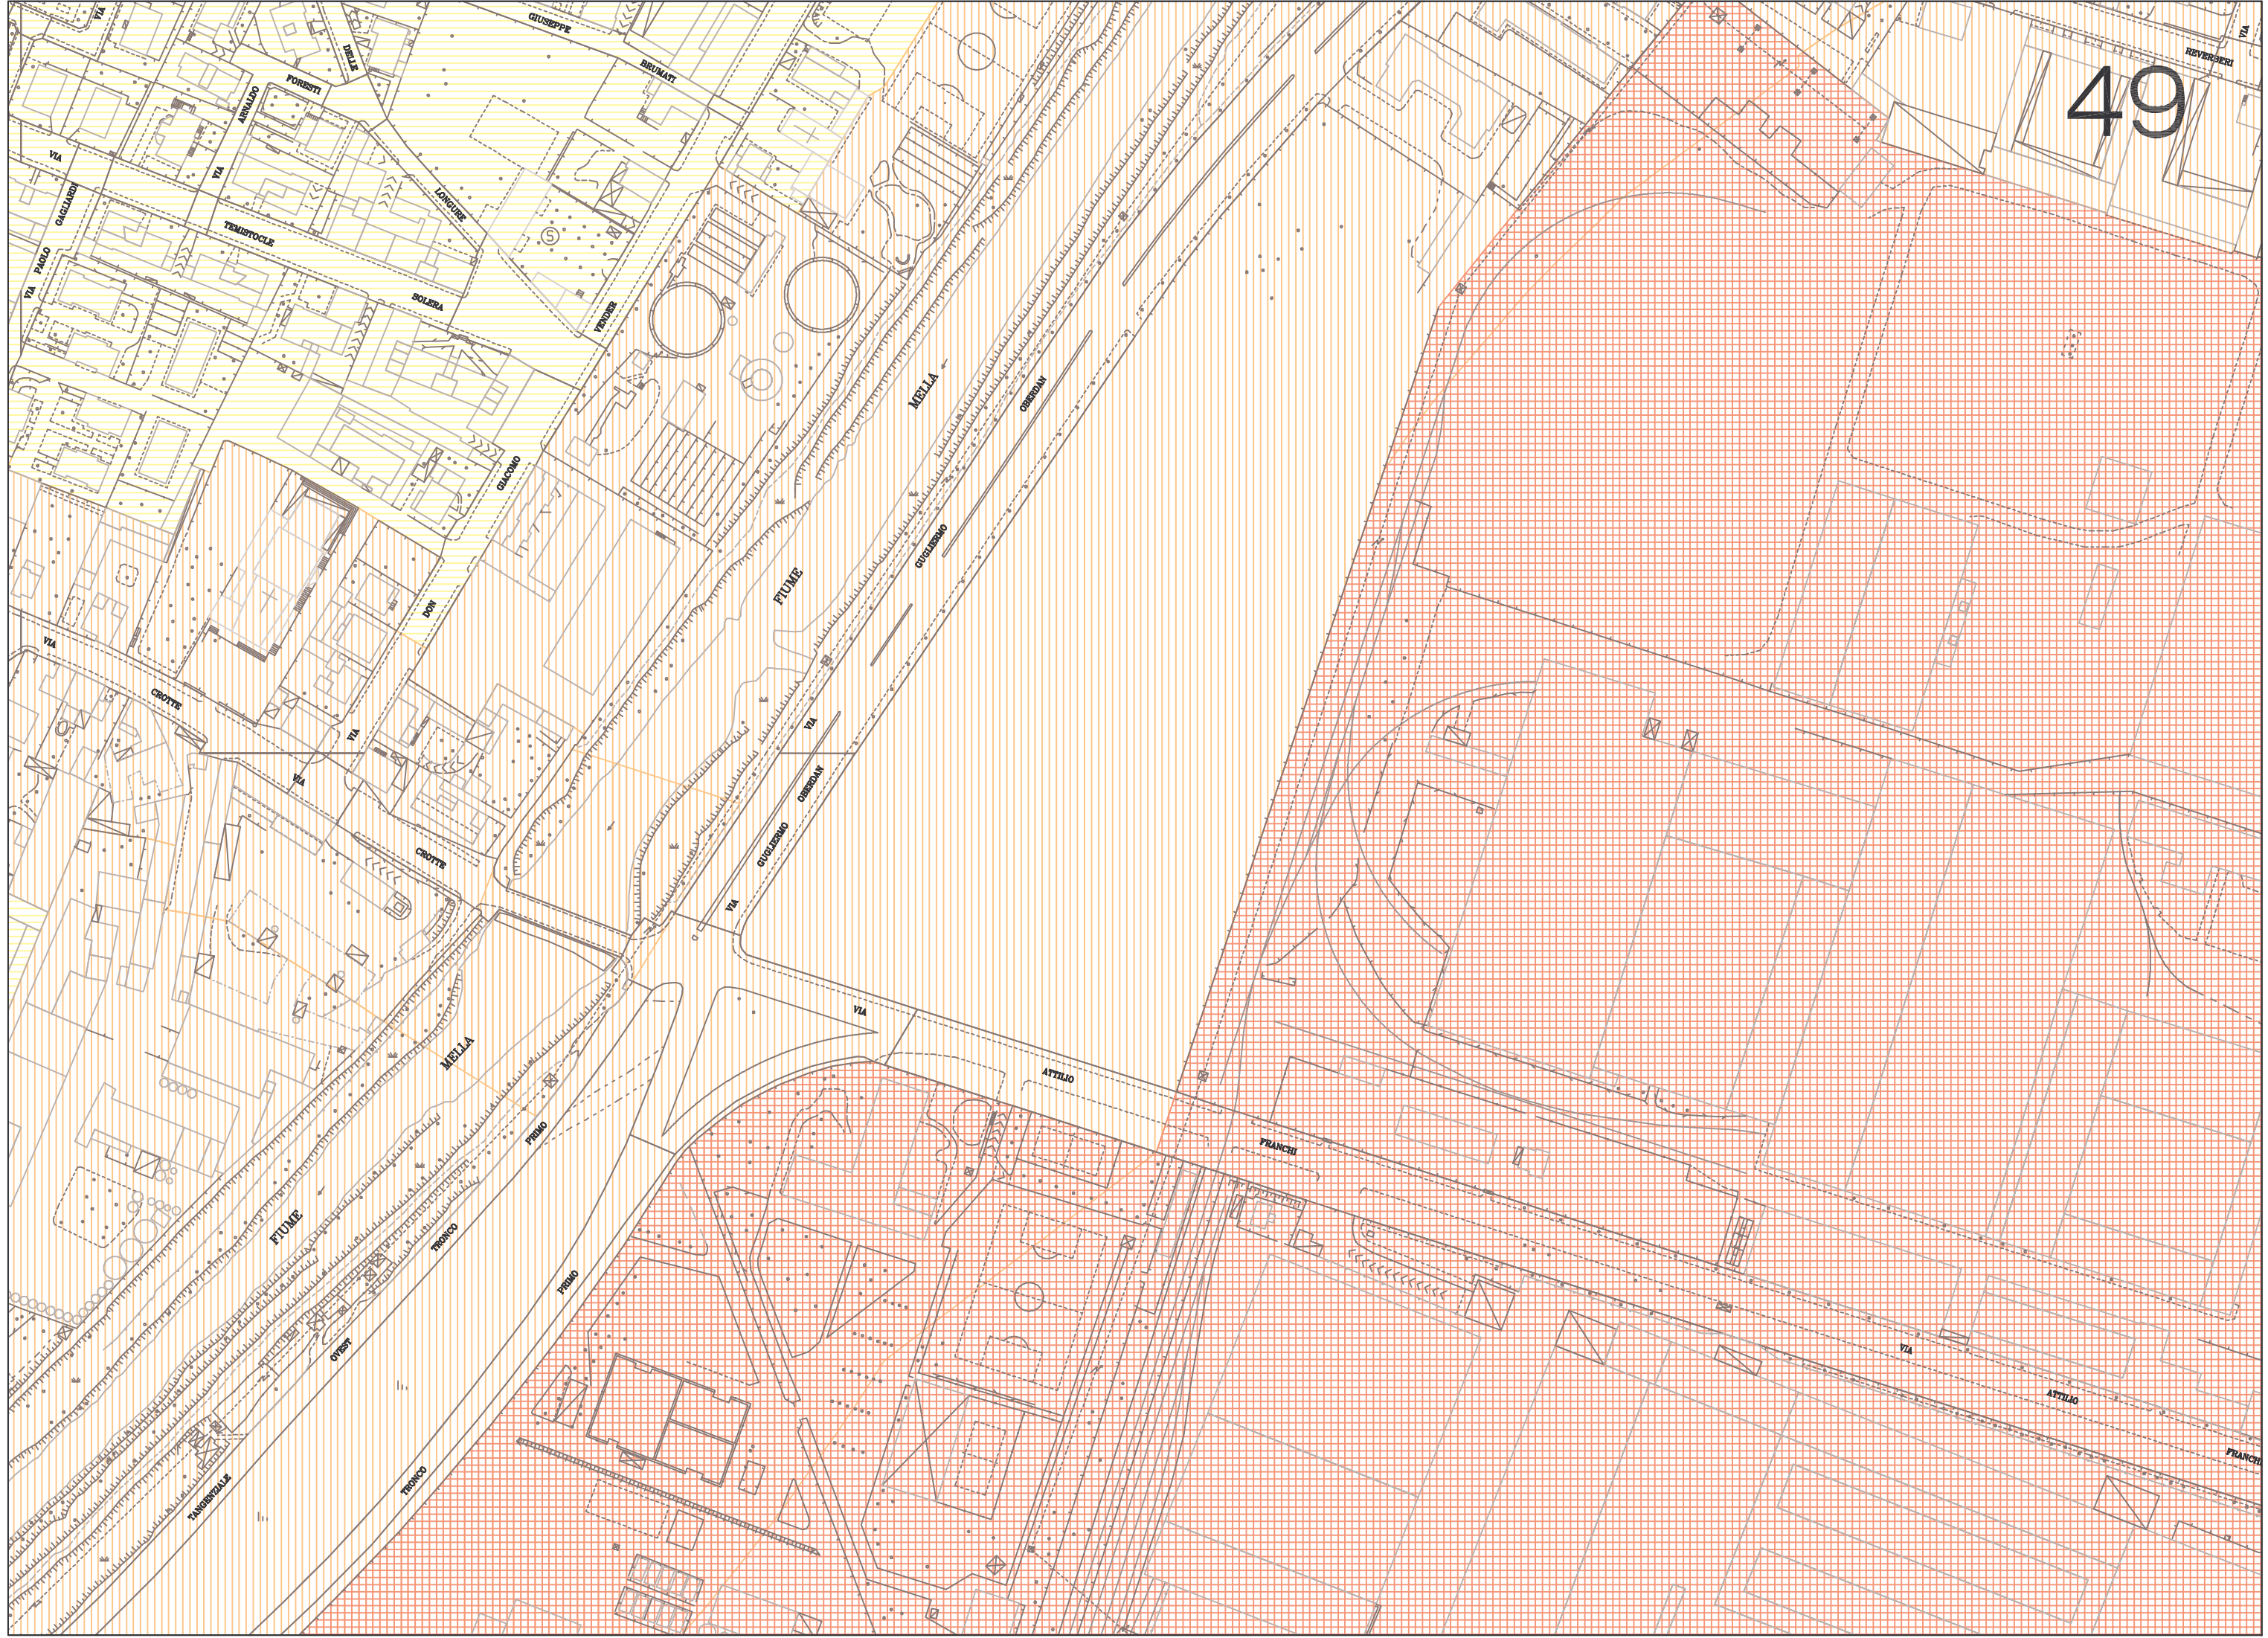 VIA
GIUSEPPE
VIA
DELLE
BRUMATI
REVERBERI
49
FORESTI
ARNALDO
VIA
VIA
GAGLIARDI
LONGURE
TEMISTOCLE
S
PAOLO
VIA
SOLERA
VENDER
MELLA
OBERDAN
GIACOMO
GUGLIERMO
FIUME
DON
VIA
CROTTE
VIA
VIA
VIA
OBERDAN
GUGLIERMO
CROTTE
VIA
VIA
MELLA
ATTILIO
PRIMO
FRANCHI
FIUME
TRONCO
PRIMO
OVEST
VIA
ATTILIO
FRANCHI
TRONCO
TANGENZIALE